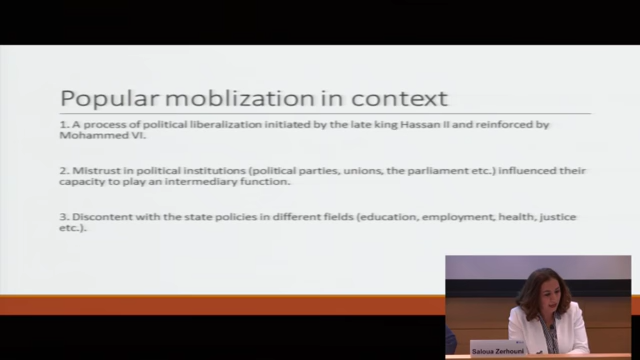 Popular moblization in context
1. A process of political liberalization initiated by the late king Hassan II and reinforced by
Mohammed VI.
2. Mistrust in political institutions (political parties, unions, the parliament etc.) influenced their
capacity to play an intermediary function.
3. Discontent with the state policies in different fields (education, employment, health, justice
etc.).
Saloua Zerhouni